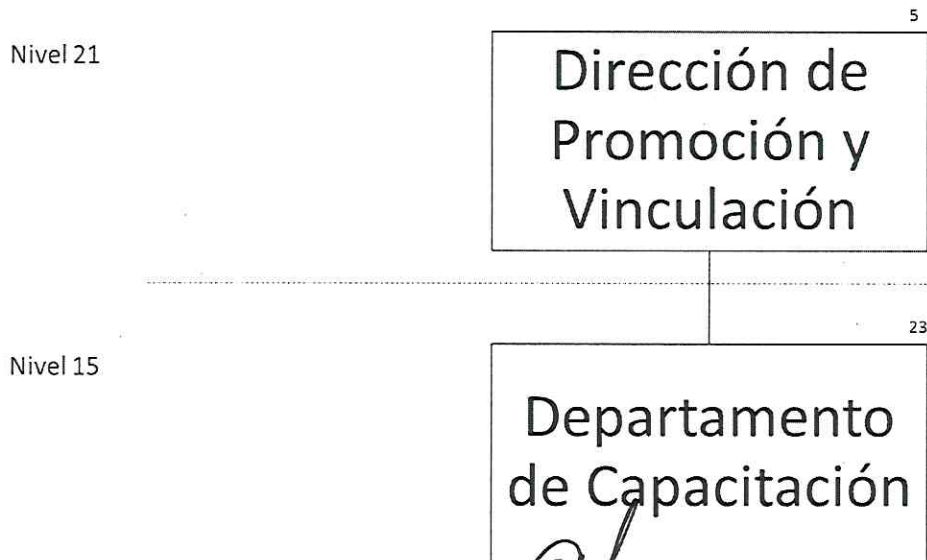 5
Nivel 21
Dirección de
Promoción y
Vinculación
23
Nivel 15
Departamento
de Capacitación